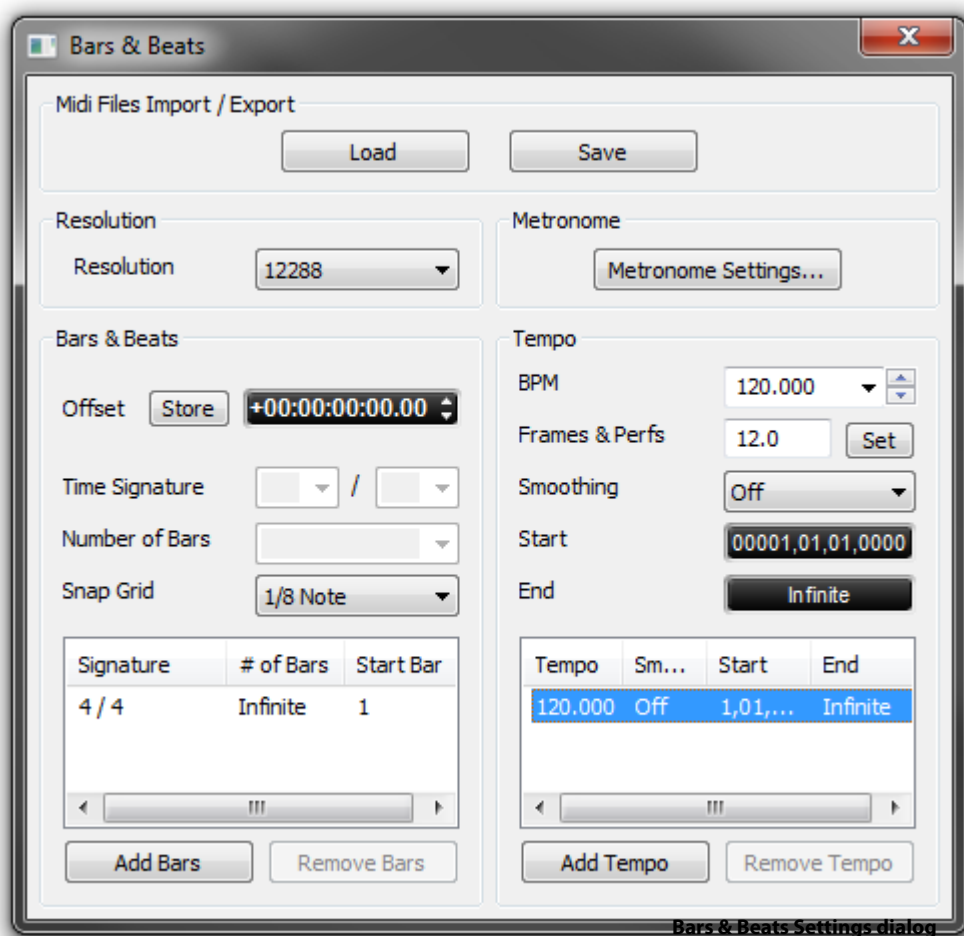 Bars & Beats
Midi Files Import / Export
Load Save
Resolution
Resolution 12288
Metronome
Metronome Settings...
Bars & Beats
Offset Store +00:00:00:00.00
Time Signature /
Number of Bars
Snap Grid 1/8 Note
Signature # of Bars Start Bar
4 / 4 Infinite 1
Add Bars Remove Bars
Tempo
BPM 120.000
Frames & Perfs 12.0 Set
Smoothing Off
Start 00001,01,01,0000
End Infinite
Tempo Sm... Start End
120.000 Off 1,01,... Infinite
Add Tempo Remove Tempo
Bars & Beats Settings dialog